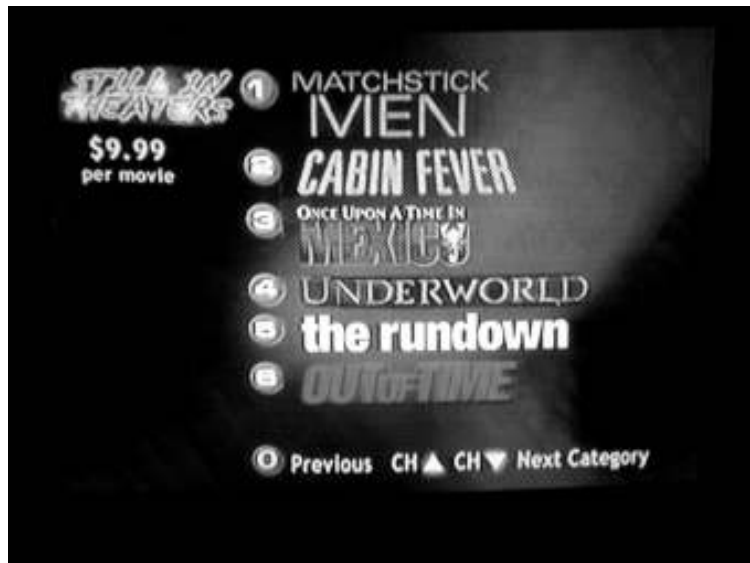 STILL IN
THEATERS
$9.99
per movie
1 MATCHSTICK
MEN
2 CABIN FEVER
3 ONCE UPON A TIME IN
MEXICO
4 UNDERWORLD
5 the rundown
6 OUT OF TIME
0 Previous CH ▲ CH ▼ Next Category